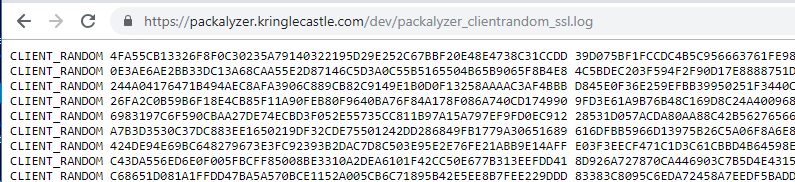 https://packalyzer.kringlecastle.com/dev/packalyzer_clientrandom_ssl.log
CLIENT_RANDOM 4FA55CB13326F8F0C30235A79140322195D29E252C67BBF20E48E4738C31CCDD 39D075BF1FCCDC4B5C956663761FE98
CLIENT_RANDOM 0E3AE6AE2BB33DC13A68CAA55E2D87146C5D3A0C55B5165504B65B9065F8B4E8 4C5BDEC203F594F2F90D17E8888751D
CLIENT_RANDOM 244A04176471B494AEC8AFA3906C889CB82C9149E1B0D0F13258AAAAC3AF4BBB D845E0F36E259EFBB39950251F3440C
CLIENT_RANDOM 26FA2C0B59B6F18E4CB85F11A90FEB80F9640BA76F84A178F086A740CD174990 9FD3E61A9B76B48C169D8C24A400968
CLIENT_RANDOM 6983197C6F590CBAA27DE74ECBD3F052E55735CC811B97A15A797EF9FD0EC912 28531D057ACDA80AA88C42B56276566
CLIENT_RANDOM A7B3D3530C37DC883EE1650219DF32CDE75501242DD286849FB1779A30651689 616DFBB5966D13975B26C5A06F8A6E8
CLIENT_RANDOM 424DE94E69BC648279673E3FC92393B2DAC7D8C503E95E2E76FE21ABB9E14AFF E03F3EECF471C1D3C61CBBD4B64598E
CLIENT_RANDOM C43DA556ED6E0F005FBCFF85008BE3310A2DEA6101F42CC50E677B313EEFDD41 8D926A727870CA446903C7B5D4E4315
CLIENT_RANDOM C68651D081A1FFDD47BA5A570BCE1152A005CB6C71895B42E5EE8B7FEE229DDD 83383C8095C6EDA72458A7EEDF5BADD